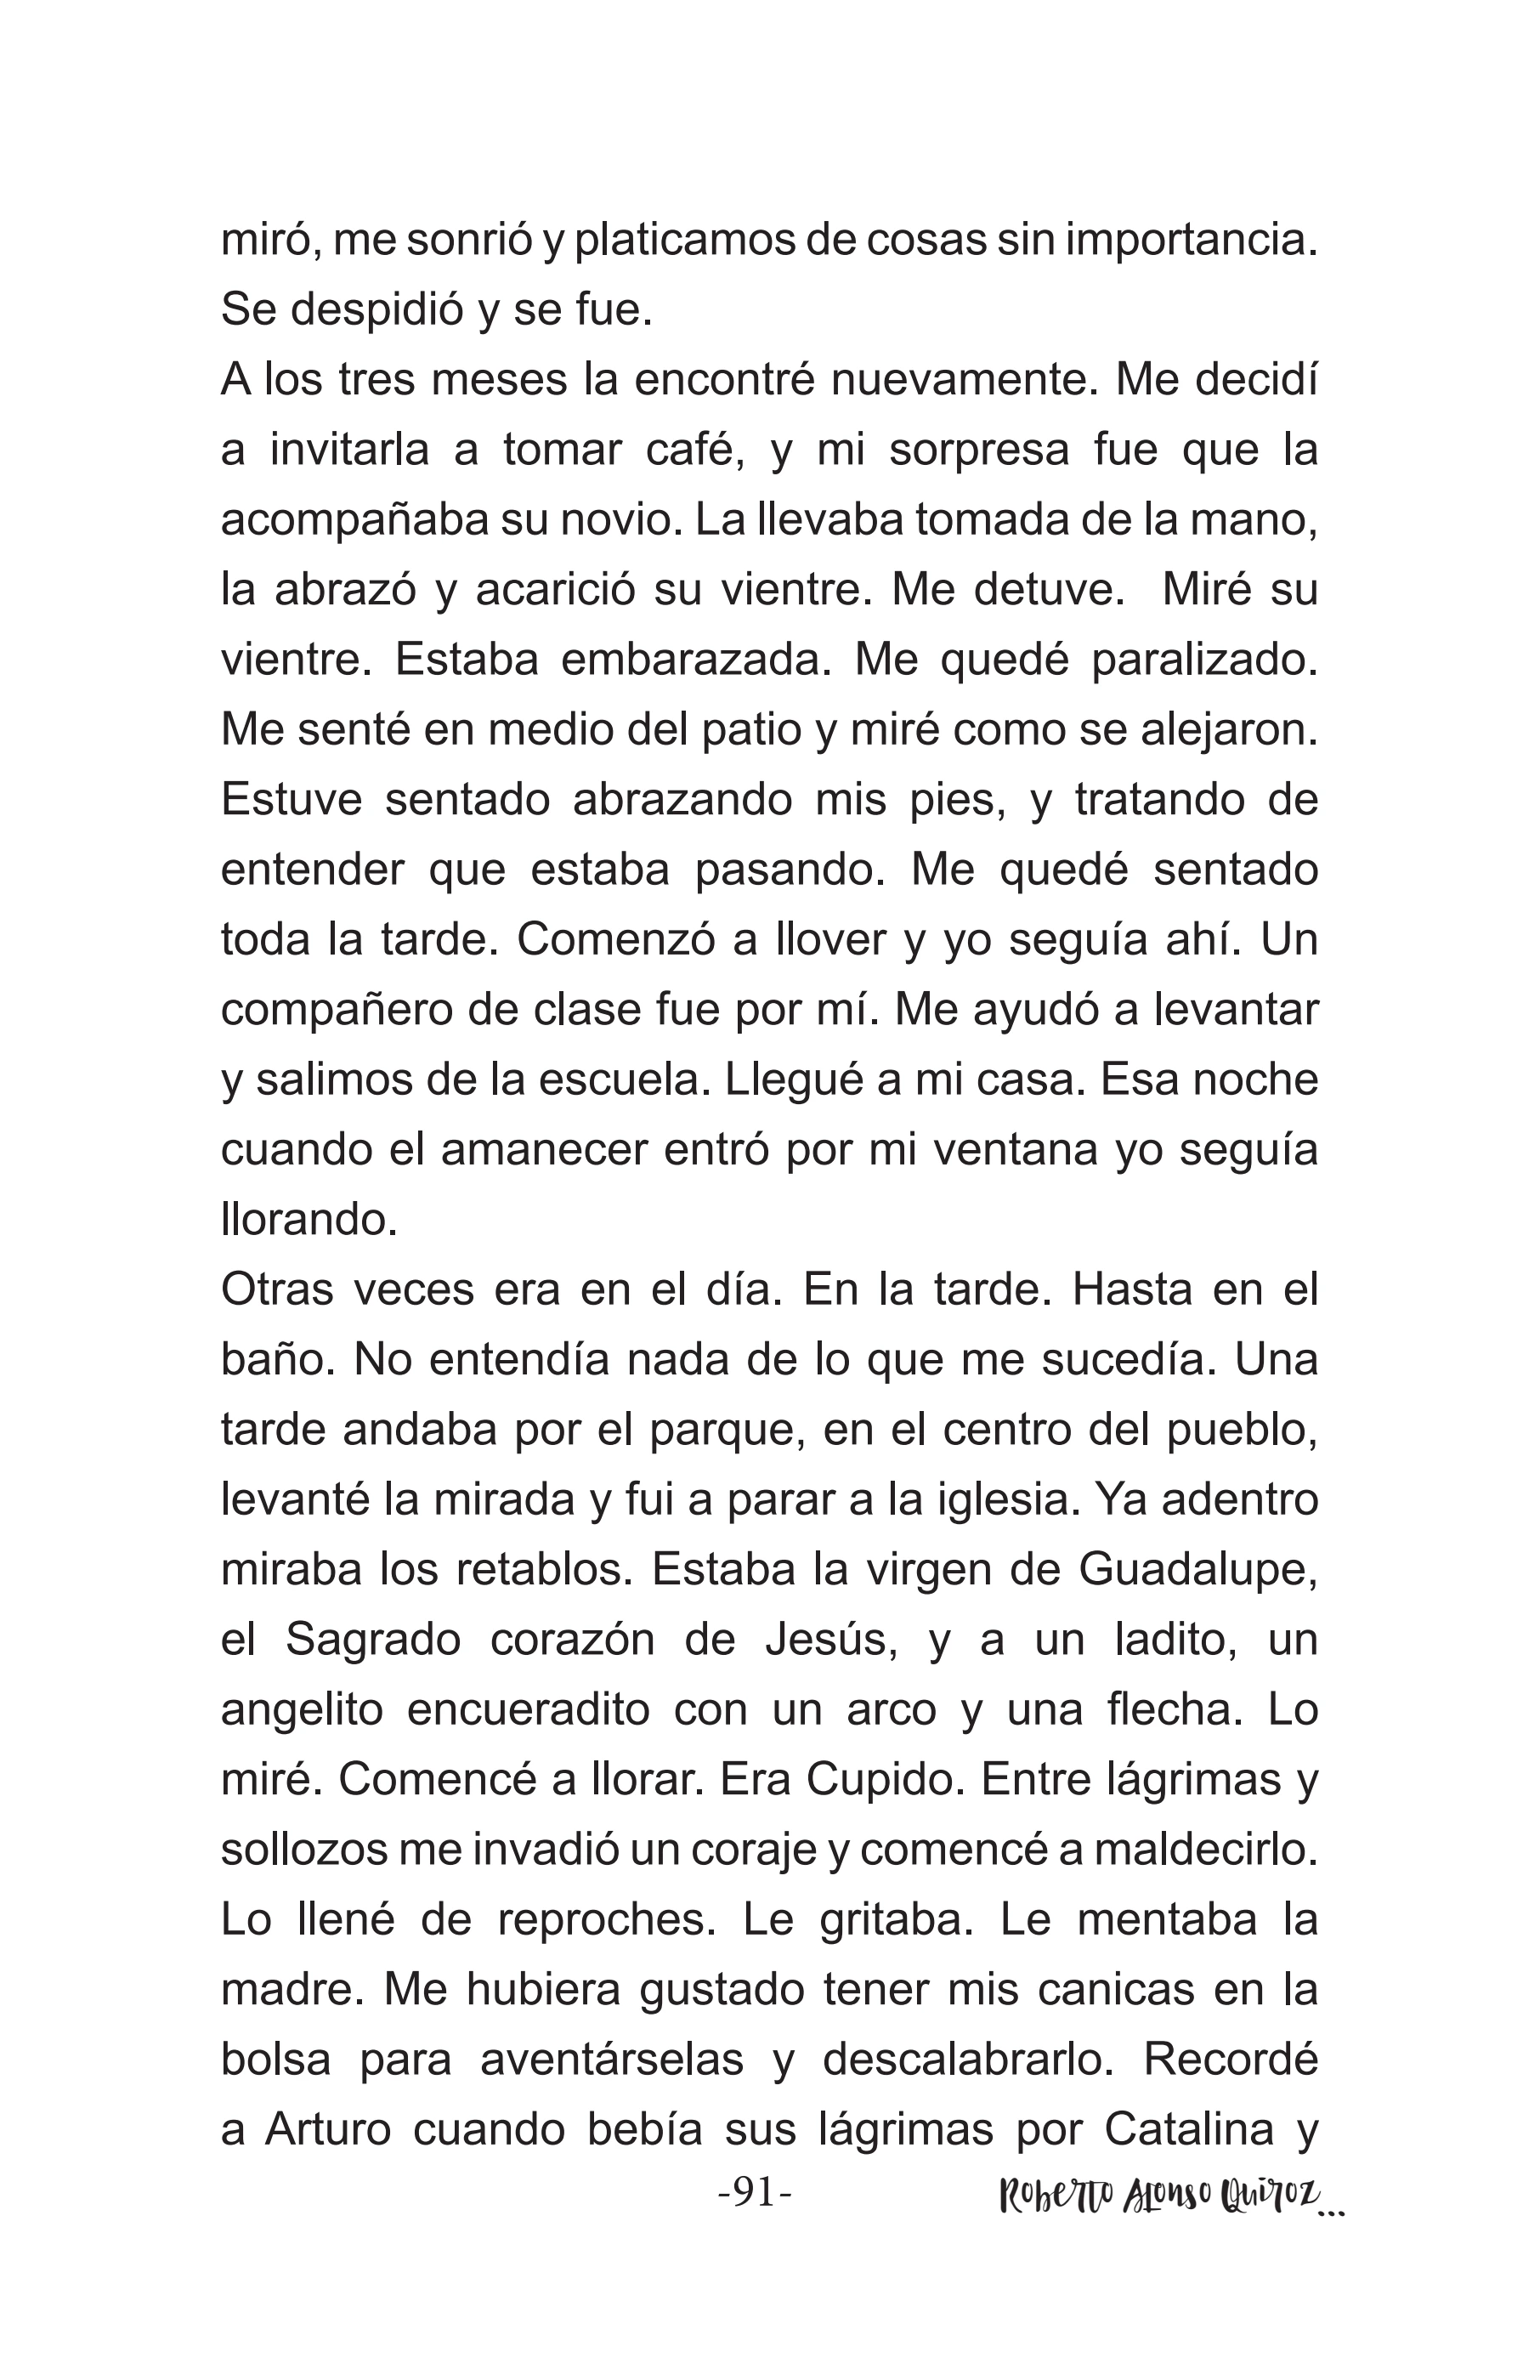 miró, me sonrió y platicamos de cosas sin importancia.
Se despidió y se fue.
A los tres meses la encontré nuevamente. Me decidí
a invitarla a tomar café, y mi sorpresa fue que la
acompañaba su novio. La llevaba tomada de la mano,
la abrazó y acarició su vientre. Me detuve.  Miré su
vientre. Estaba embarazada. Me quedé paralizado.
Me senté en medio del patio y miré como se alejaron.
Estuve sentado abrazando mis pies, y tratando de
entender que estaba pasando. Me quedé sentado
toda la tarde. Comenzó a llover y yo seguía ahí. Un
compañero de clase fue por mí. Me ayudó a levantar
y salimos de la escuela. Llegué a mi casa. Esa noche
cuando el amanecer entró por mi ventana yo seguía
llorando.
Otras veces era en el día. En la tarde. Hasta en el
baño. No entendía nada de lo que me sucedía. Una
tarde andaba por el parque, en el centro del pueblo,
levanté la mirada y fui a parar a la iglesia. Ya adentro
miraba los retablos. Estaba la virgen de Guadalupe,
el Sagrado corazón de Jesús, y a un ladito, un
angelito encueradito con un arco y una flecha. Lo
miré. Comencé a llorar. Era Cupido. Entre lágrimas y
sollozos me invadió un coraje y comencé a maldecirlo.
Lo llené de reproches. Le gritaba. Le mentaba la
madre. Me hubiera gustado tener mis canicas en la
bolsa para aventárselas y descalabrarlo. Recordé
a Arturo cuando bebía sus lágrimas por Catalina y
-91-
Roberto Alonso Quiroz...